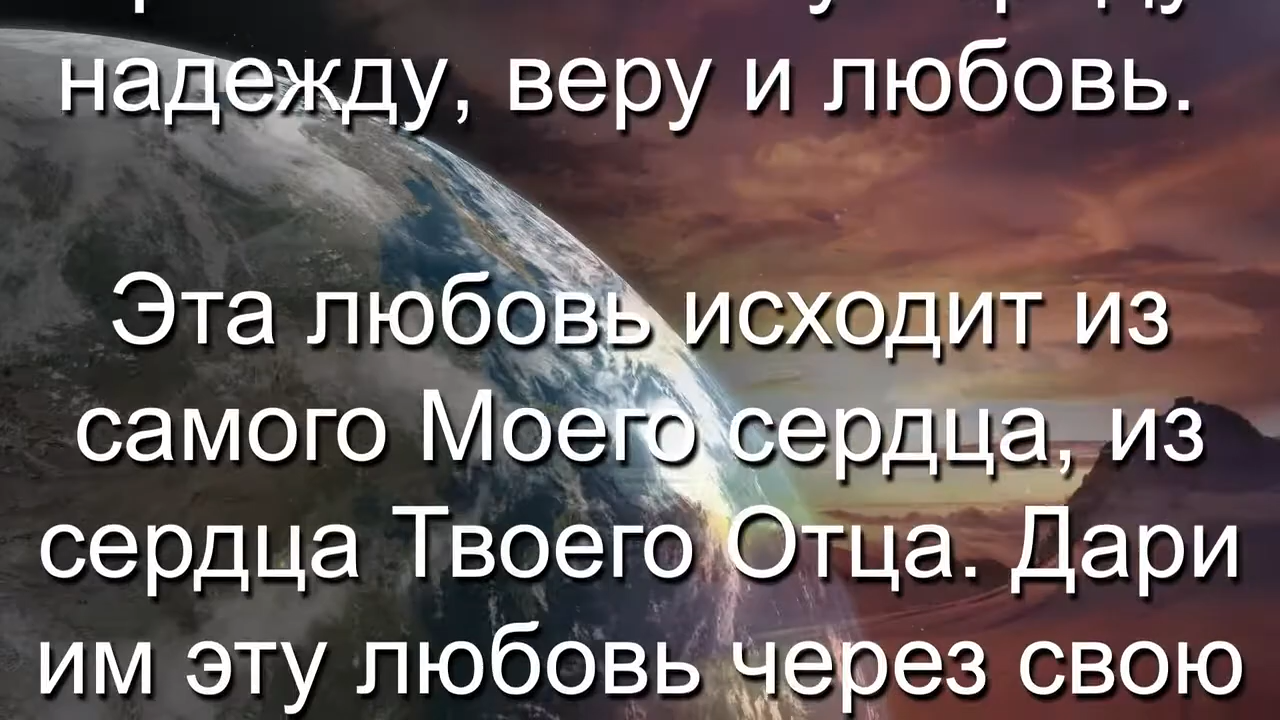 надежду, веру и любовь.
Эта любовь исходит из
самого Моего сердца, из
сердца Твоего Отца. Дари
им эту любовь через свою